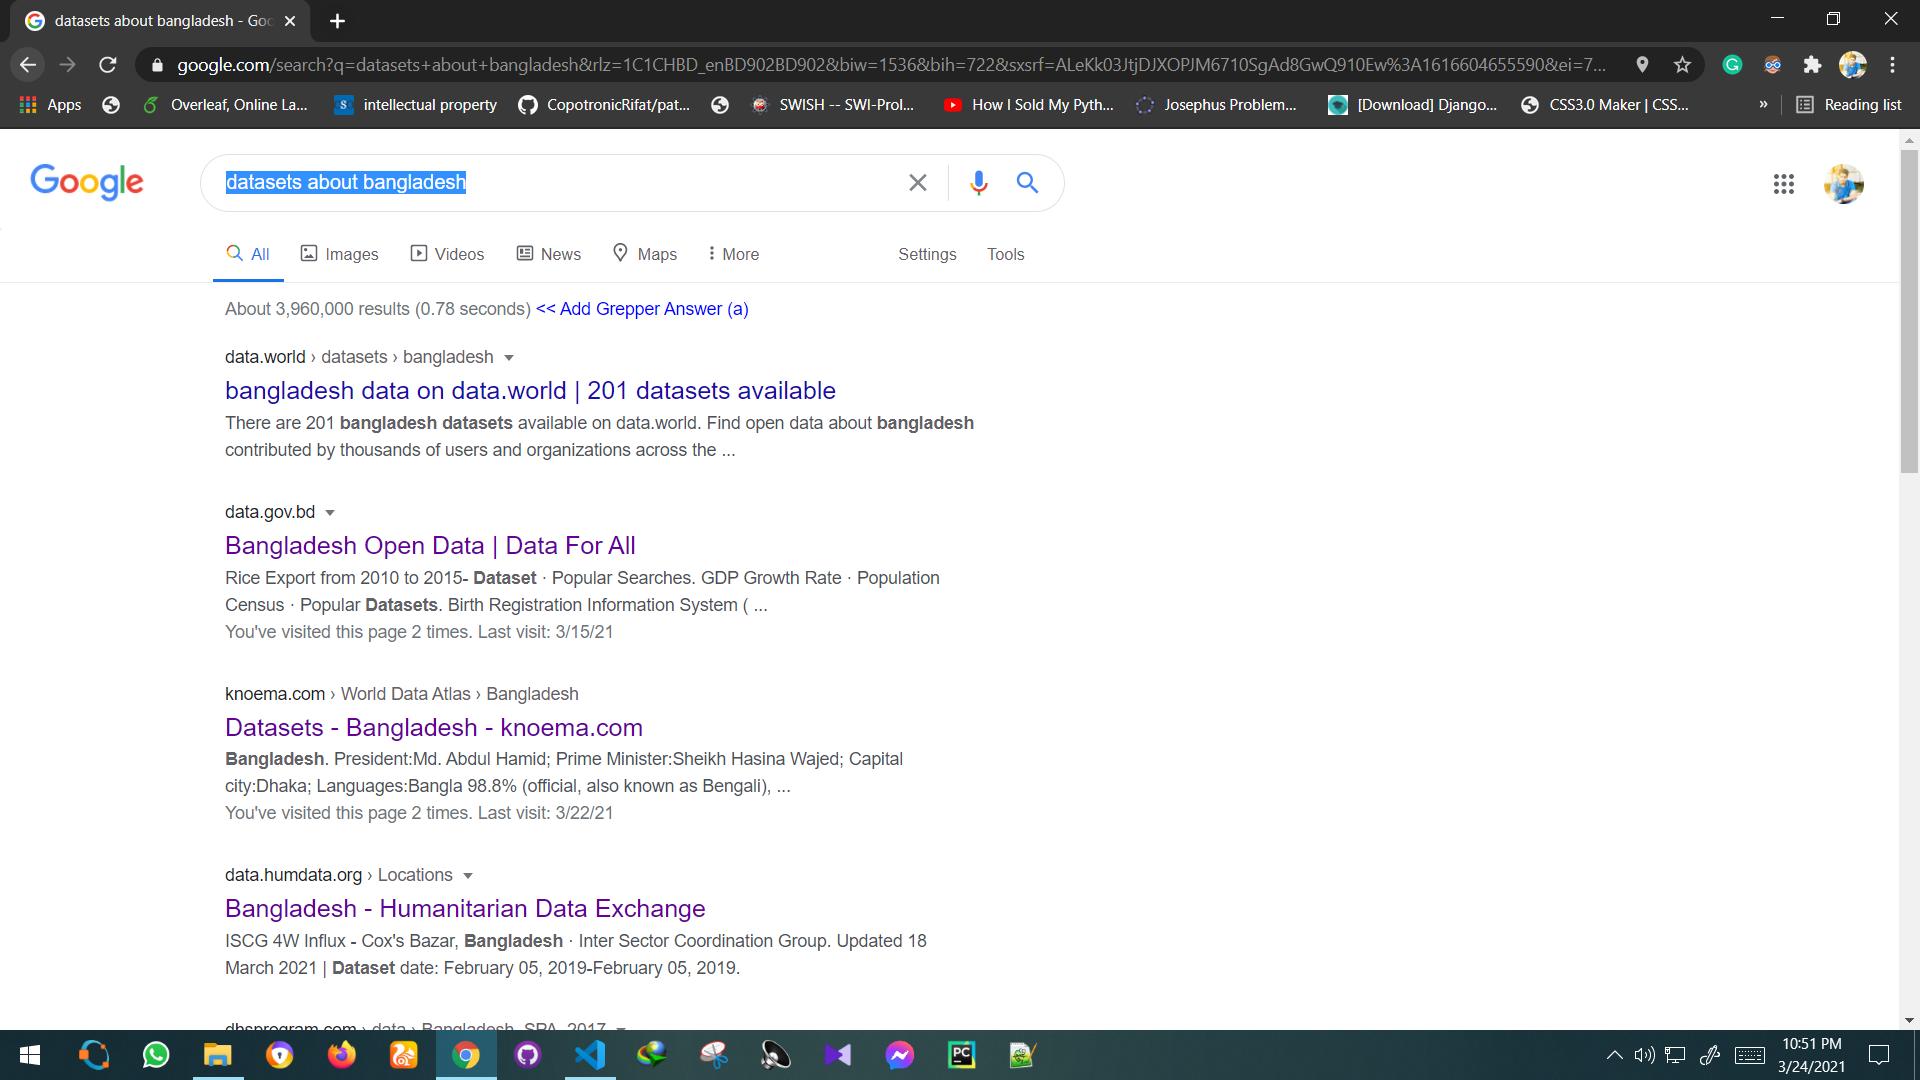 datasets about bangladesh - Goo
google.com/search?q=datasets+about+bangladesh&rlz=1C1CHBD_enBD902BD902&biw=1536&bih=722&sxsrf=ALeKk03JtjDJXOPJM6710SgAd8GwQ910Ew%3A1616604655590&ei=7...
Apps Overleaf, Online La... S intellectual property CopotronicRifat/pat... SWISH -- SWI-Prol... How I Sold My Pyth... Josephus Problem... [Download] Django... CSS3.0 Maker | CSS... » Reading list
Google datasets about bangladesh
All Images Videos News Maps More Settings Tools
About 3,960,000 results (0.78 seconds) << Add Grepper Answer (a)
data.world › datasets › bangladesh
bangladesh data on data.world | 201 datasets available
There are 201 bangladesh datasets available on data.world. Find open data about bangladesh
contributed by thousands of users and organizations across the ...
data.gov.bd
Bangladesh Open Data | Data For All
Rice Export from 2010 to 2015- Dataset · Popular Searches. GDP Growth Rate · Population
Census · Popular Datasets. Birth Registration Information System ( ...
You've visited this page 2 times. Last visit: 3/15/21
knoema.com › World Data Atlas › Bangladesh
Datasets - Bangladesh - knoema.com
Bangladesh. President:Md. Abdul Hamid; Prime Minister:Sheikh Hasina Wajed; Capital
city:Dhaka; Languages:Bangla 98.8% (official, also known as Bengali), ...
You've visited this page 2 times. Last visit: 3/22/21
data.humdata.org › Locations
Bangladesh - Humanitarian Data Exchange
ISCG 4W Influx - Cox's Bazar, Bangladesh · Inter Sector Coordination Group. Updated 18
March 2021 | Dataset date: February 05, 2019-February 05, 2019.
dhsprogram.com › data › Bangladesh_SPA_2017
PC
10:51 PM
3/24/2021